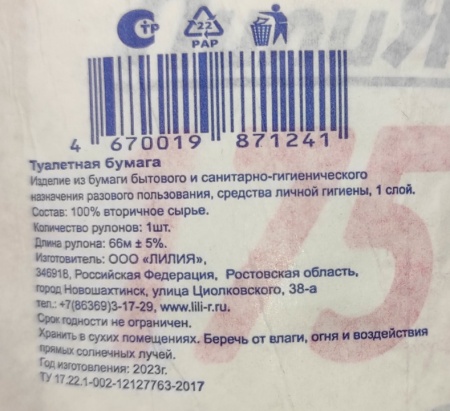 СТР
22
PAP
4 670019 871241
Туалетная бумага
Изделие из бумаги бытового и санитарно-гигиенического
назначения разового пользования, средства личной гигиены, 1 слой.
Состав: 100% вторичное сырье.
Количество рулонов: 1шт.
Длина рулона: 66м ± 5%.
Изготовитель: ООО «ЛИЛИЯ»,
346918, Российская Федерация, Ростовская область,
город Новошахтинск, улица Циолковского, 38-а
тел.: +7(86369)3-17-29, www.lili-r.ru.
Срок годности не ограничен.
Хранить в сухих помещениях. Беречь от влаги, огня и воздействия
прямых солнечных лучей.
Год изготовления: 2023г.
ТУ 17.22.1-002-12127763-2017
75